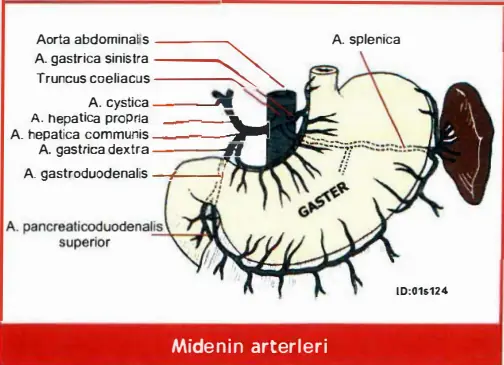 Aorta abdominalis
A. gastrica sinistra
Truncus coeliacus
A. splenica
A. cystica
A. hepatica propria
A. hepatica communis
A. gastrica dextra
A. gastroduodenalis
A. pancreaticoduodenalis
superior
GASTER
ID:01s124
Midenin arterleri